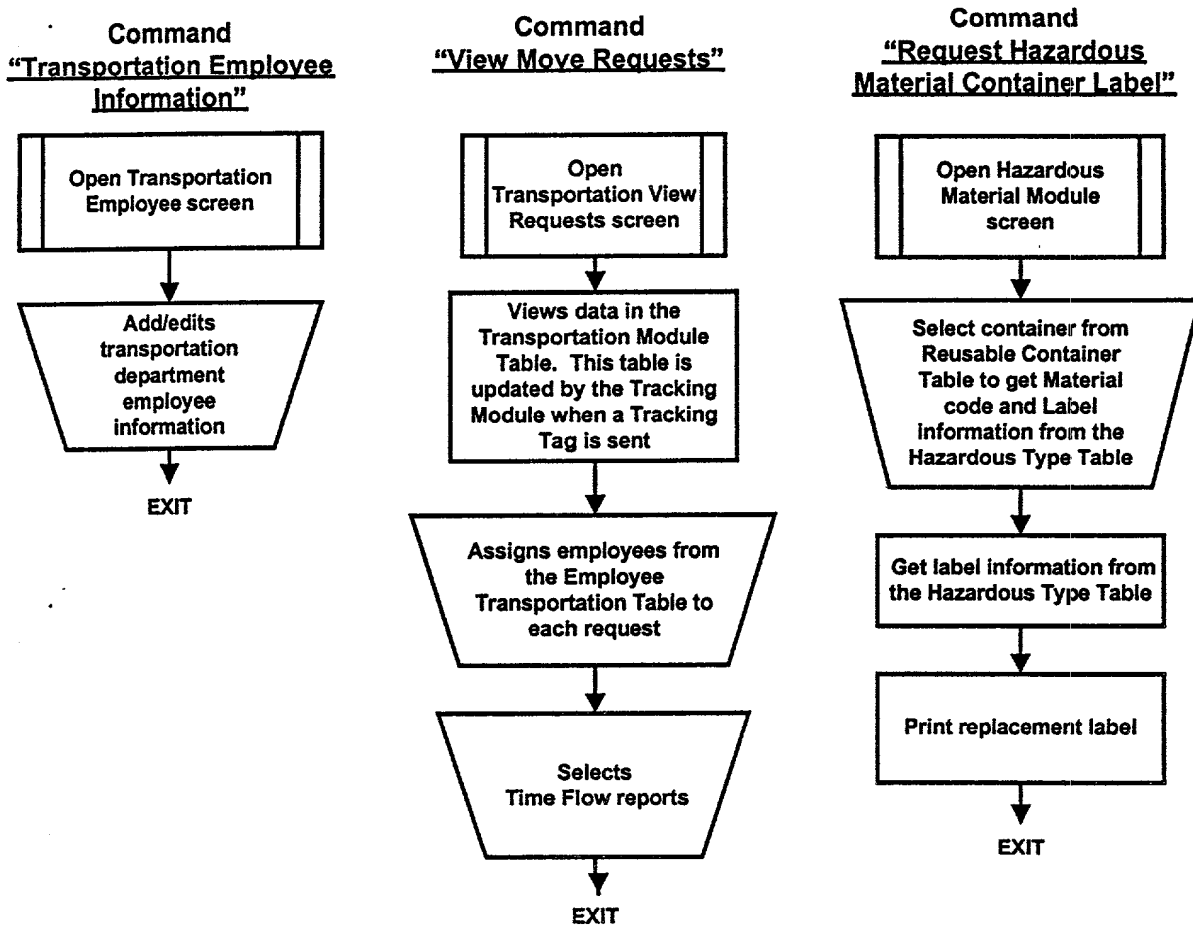 Command
“Transportation Employee
Information”
Open Transportation
Employee screen
Add/edits
transportation
department
employee
information
EXIT
Command
“View Move Requests”
Open
Transportation View
Requests screen
Views data in the
Transportation Module
Table. This table is
updated by the Tracking
Module when a Tracking
Tag is sent
Assigns employees from
the Employee
Transportation Table to
each request
Selects
Time Flow reports
EXIT
Command
“Request Hazardous
Material Container Label”
Open Hazardous
Material Module
screen
Select container from
Reusable Container
Table to get Material
code and Label
information from the
Hazardous Type Table
Get label information from
the Hazardous Type Table
Print replacement label
EXIT